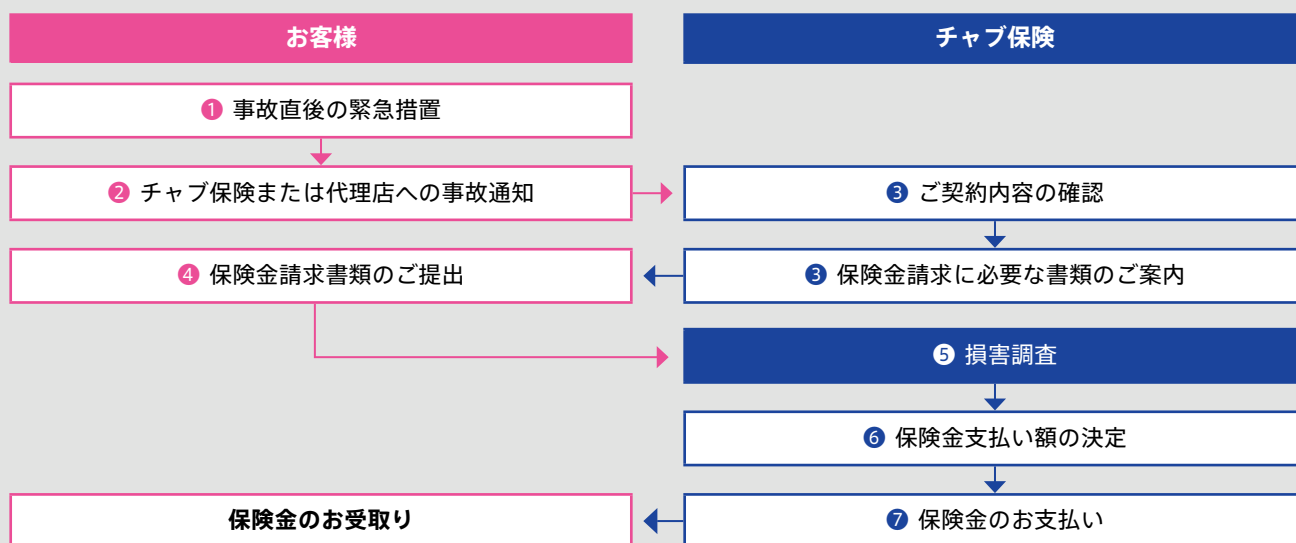 お客様
チャブ保険
❶ 事故直後の緊急措置
❷ チャブ保険または代理店への事故通知
❸ ご契約内容の確認
❹ 保険金請求書類のご提出
❸ 保険金請求に必要な書類のご案内
❺ 損害調査
❻ 保険金支払い額の決定
保険金のお受取り
❼ 保険金のお支払い